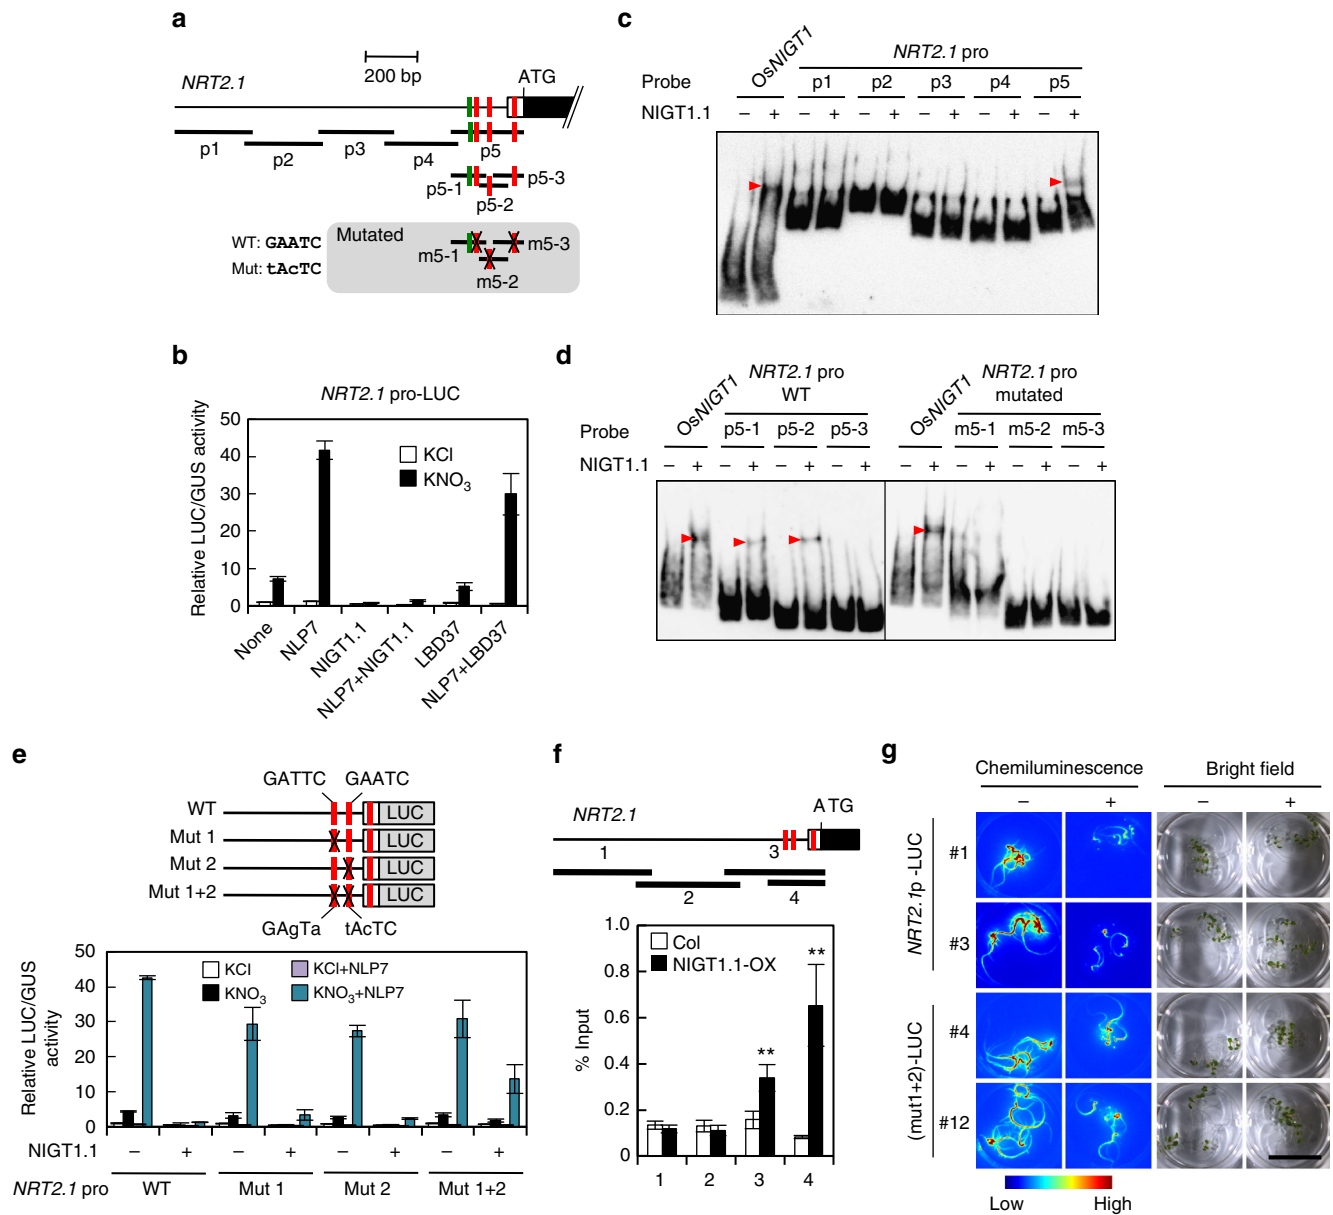 a
200 bp
NRT2.1
ATG
p1
p2
p3
p4
p5
p5-1
p5-2
p5-3
WT: GAATC
Mut: tAcTC
Mutated
m5-1
m5-2
m5-3
b
NRT2.1 pro-LUC
Relative LUC/GUS activity
50
40
30
20
10
0
KCl
KNO3
None
NLP7
NIGT1.1
NLP7+NIGT1.1
LBD37
NLP7+LBD37
c
OsNIGT1
NRT2.1 pro
Probe
p1 p2 p3 p4 p5
NIGT1.1
– + – + – + – + – + – +
d
OsNIGT1
NRT2.1 pro
WT
OsNIGT1
NRT2.1 pro
mutated
Probe
p5-1 p5-2 p5-3
m5-1 m5-2 m5-3
NIGT1.1
– + – + – + – + – + – + – + – +
e
GATTC GAATC
WT LUC
Mut 1 LUC
Mut 2 LUC
Mut 1+2 LUC
GAgTa tAcTC
Relative LUC/GUS
activity
50
40
30
20
10
0
KCl
KNO3
KCl+NLP7
KNO3+NLP7
NIGT1.1 – + – + – + – +
NRT2.1 pro WT Mut 1 Mut 2 Mut 1+2
f
NRT2.1
ATG
1
2
3
4
% Input
1.0
0.8
0.6
0.4
0.2
0
Col
NIGT1.1-OX
**
**
1 2 3 4
g
Chemiluminescence Bright field
– + – +
NRT2.1p -LUC
#1
#3
(mut1+2)-LUC
#4
#12
Low High